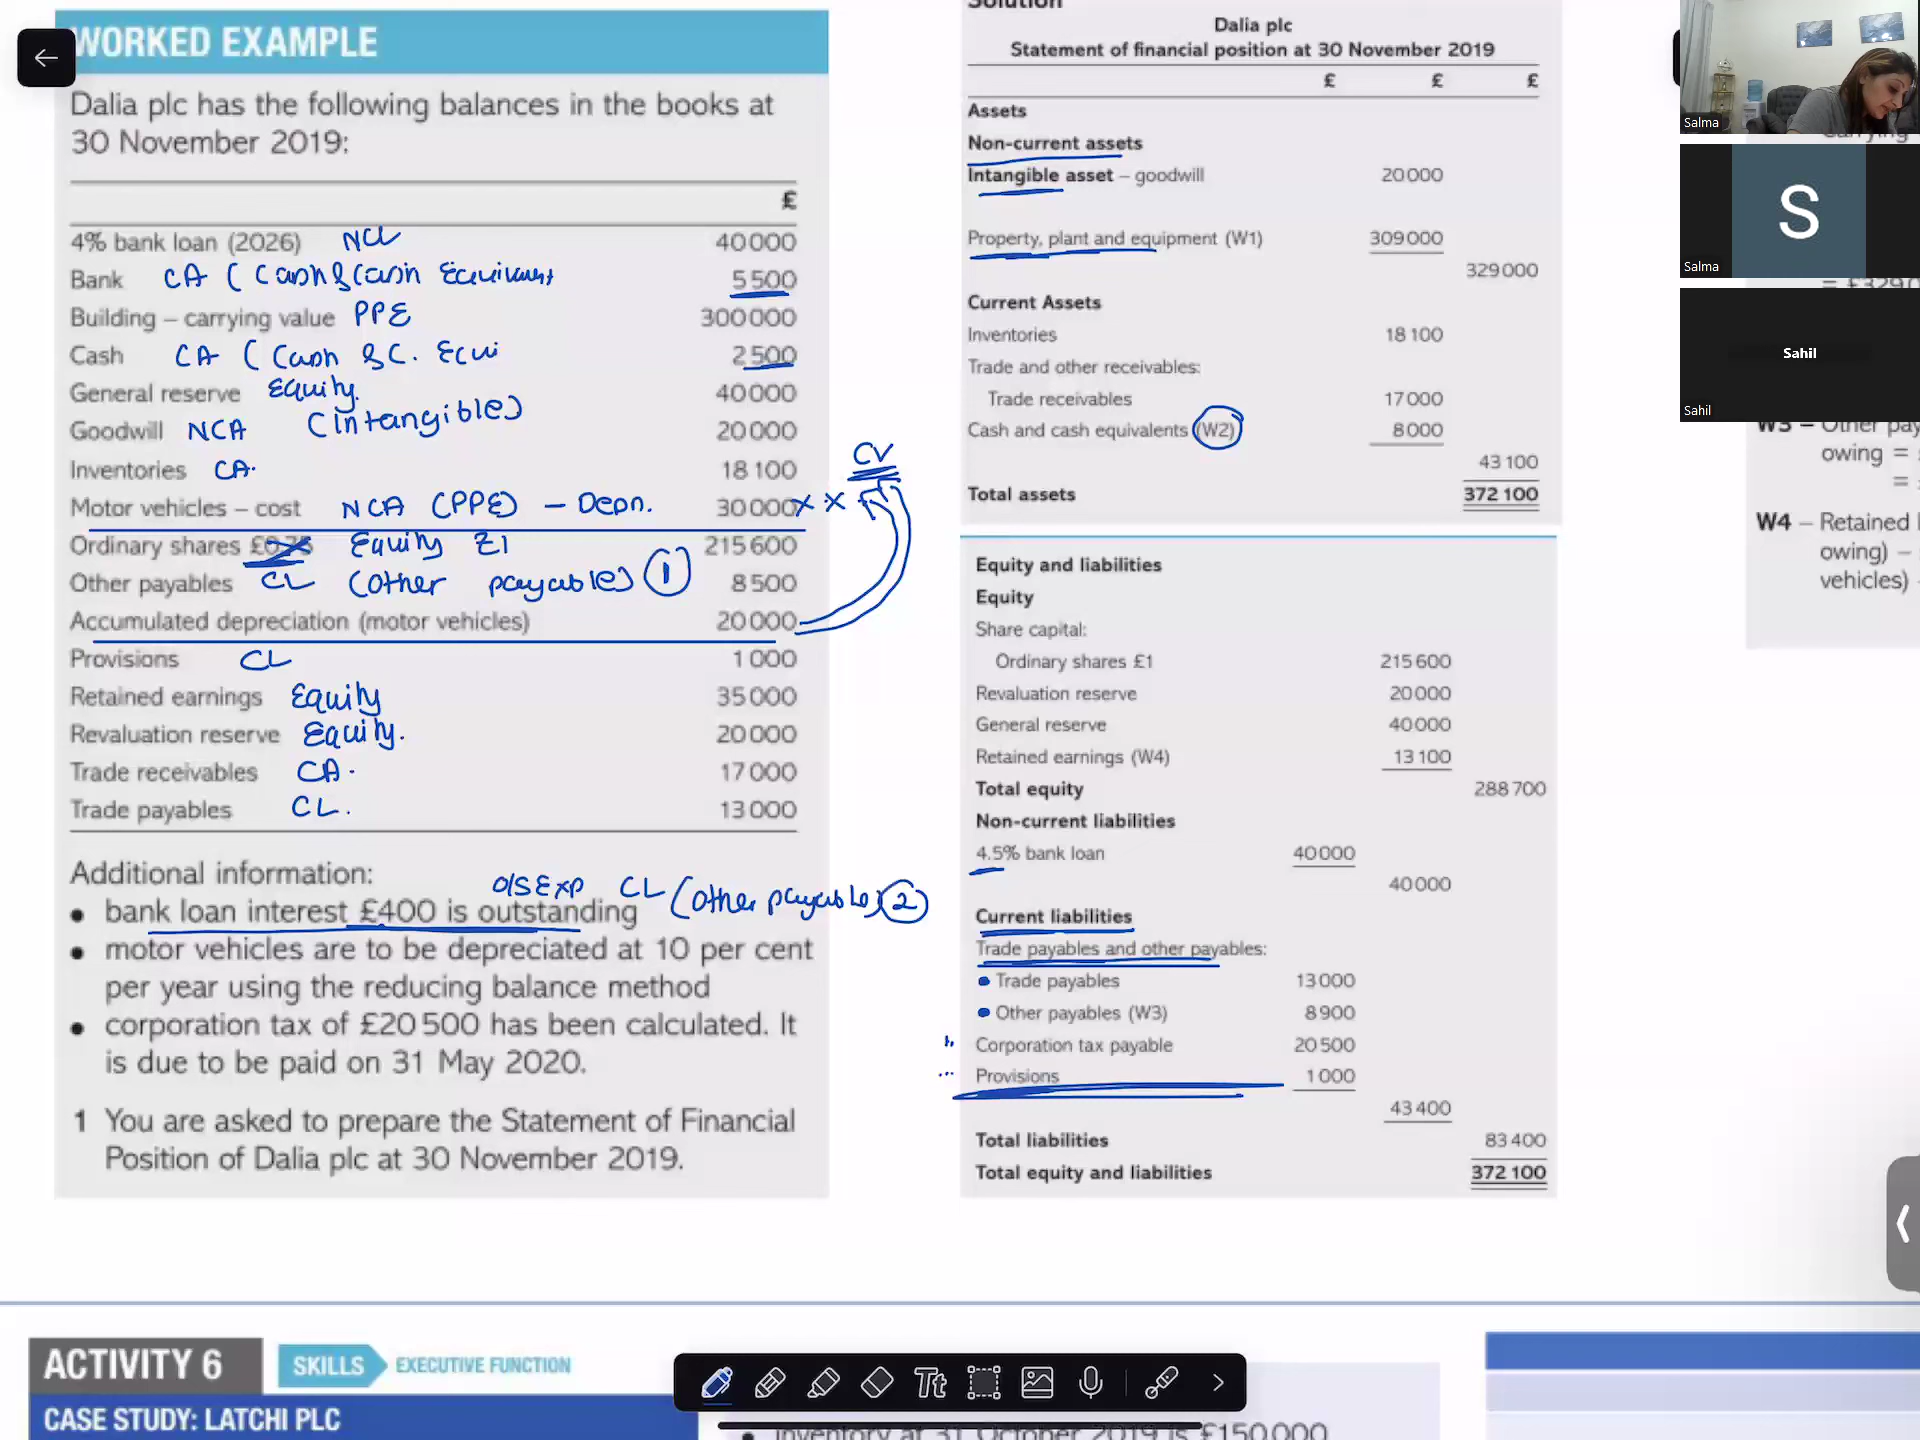 WORKED EXAMPLE
Dalia plc has the following balances in the books at
30 November 2019:
£
4% bank loan (2026) NCL 40000
Bank CA (Cash & Cash Equivalent 5500
Building – carrying value PPE 300000
Cash CA (Cash & C. Equi 2500
General reserve Equity. 40000
Goodwill NCA (Intangible) 20000
Inventories CA. 18100
CV
Motor vehicles – cost NCA (PPE) – Depn. 30000 x x
Ordinary shares Equity £1 215600
Other payables CL (Other payables) 1 8500
Accumulated depreciation (motor vehicles) 20000
Provisions CL 1000
Retained earnings Equity 35000
Revaluation reserve Equity. 20000
Trade receivables CA. 17000
Trade payables CL. 13000
Additional information:
O/S Exp CL (Other payable) 2
• bank loan interest £400 is outstanding
• motor vehicles are to be depreciated at 10 per cent
per year using the reducing balance method
• corporation tax of £20500 has been calculated. It
is due to be paid on 31 May 2020.
1 You are asked to prepare the Statement of Financial
Position of Dalia plc at 30 November 2019.
Solution
Dalia plc
Statement of financial position at 30 November 2019
£ £ £
Assets
Non-current assets
Intangible asset – goodwill 20000
Property, plant and equipment (W1) 309000
329000
Current Assets
Inventories 18100
Trade and other receivables:
Trade receivables 17000
Cash and cash equivalents (W2) 8000
43100
Total assets 372100
Equity and liabilities
Equity
Share capital:
Ordinary shares £1 215600
Revaluation reserve 20000
General reserve 40000
Retained earnings (W4) 13100
Total equity 288700
Non-current liabilities
4.5% bank loan 40000
40000
Current liabilities
Trade payables and other payables:
Trade payables 13000
Other payables (W3) 8900
Corporation tax payable 20500
Provisions 1000
43400
Total liabilities 83400
Total equity and liabilities 372100
Salma
S
Salma
Sahil
Sahil
W3 – Other pay
owing =
=
W4 – Retained
owing) –
vehicles)
ACTIVITY 6
SKILLS EXECUTIVE FUNCTION
CASE STUDY: LATCHI PLC
Tt
• inventory at 31 October 2019 is £150000